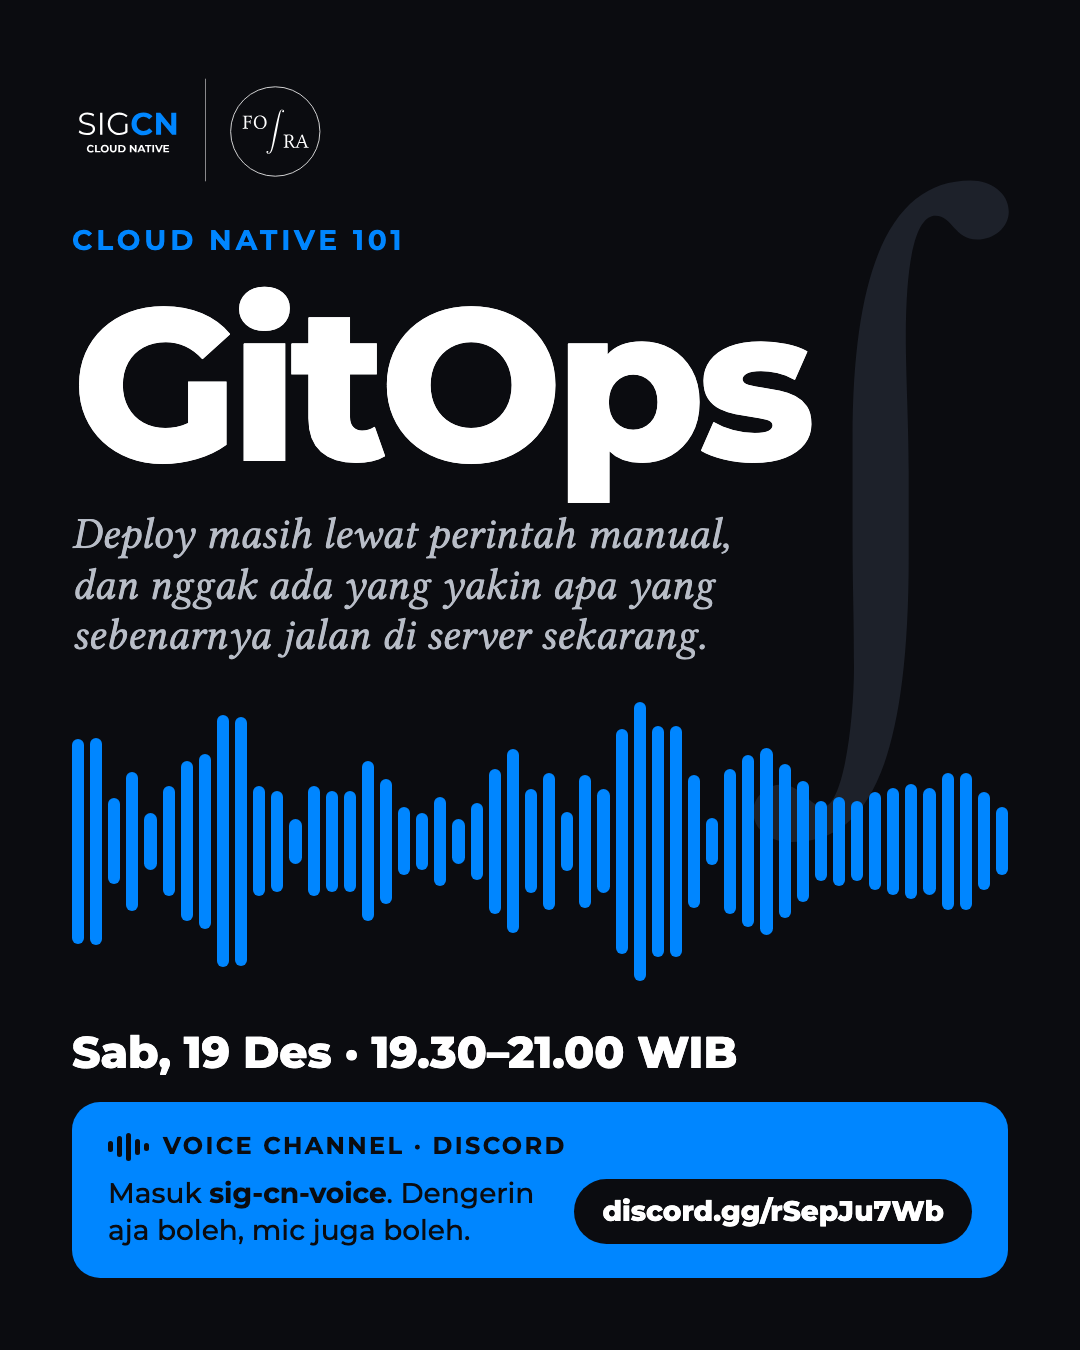 SIGCN
CLOUD NATIVE
FO RA
CLOUD NATIVE 101
GitOps
Deploy masih lewat perintah manual,
dan nggak ada yang yakin apa yang
sebenarnya jalan di server sekarang.
Sab, 19 Des · 19.30–21.00 WIB
VOICE CHANNEL · DISCORD
Masuk sig-cn-voice. Dengerin
aja boleh, mic juga boleh.
discord.gg/rSepJu7Wb